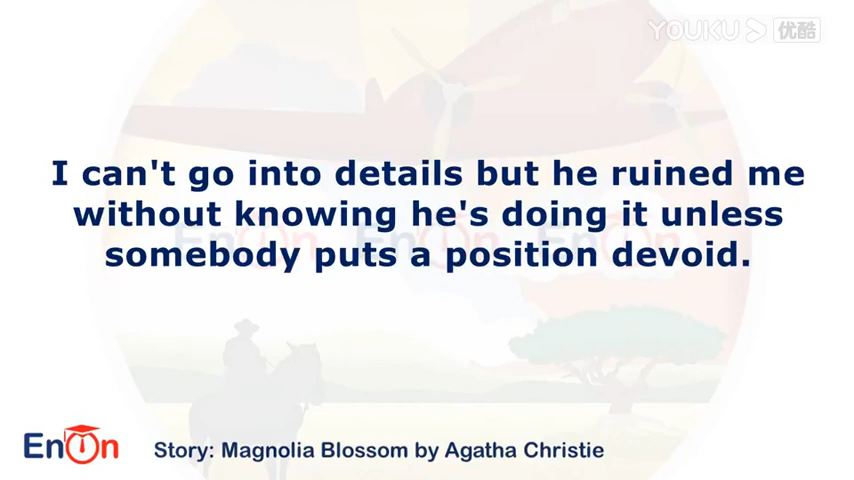 YOUKU 优酷
I can't go into details but he ruined me
without knowing he's doing it unless
somebody puts a position devoid.
EnOn
Story: Magnolia Blossom by Agatha Christie